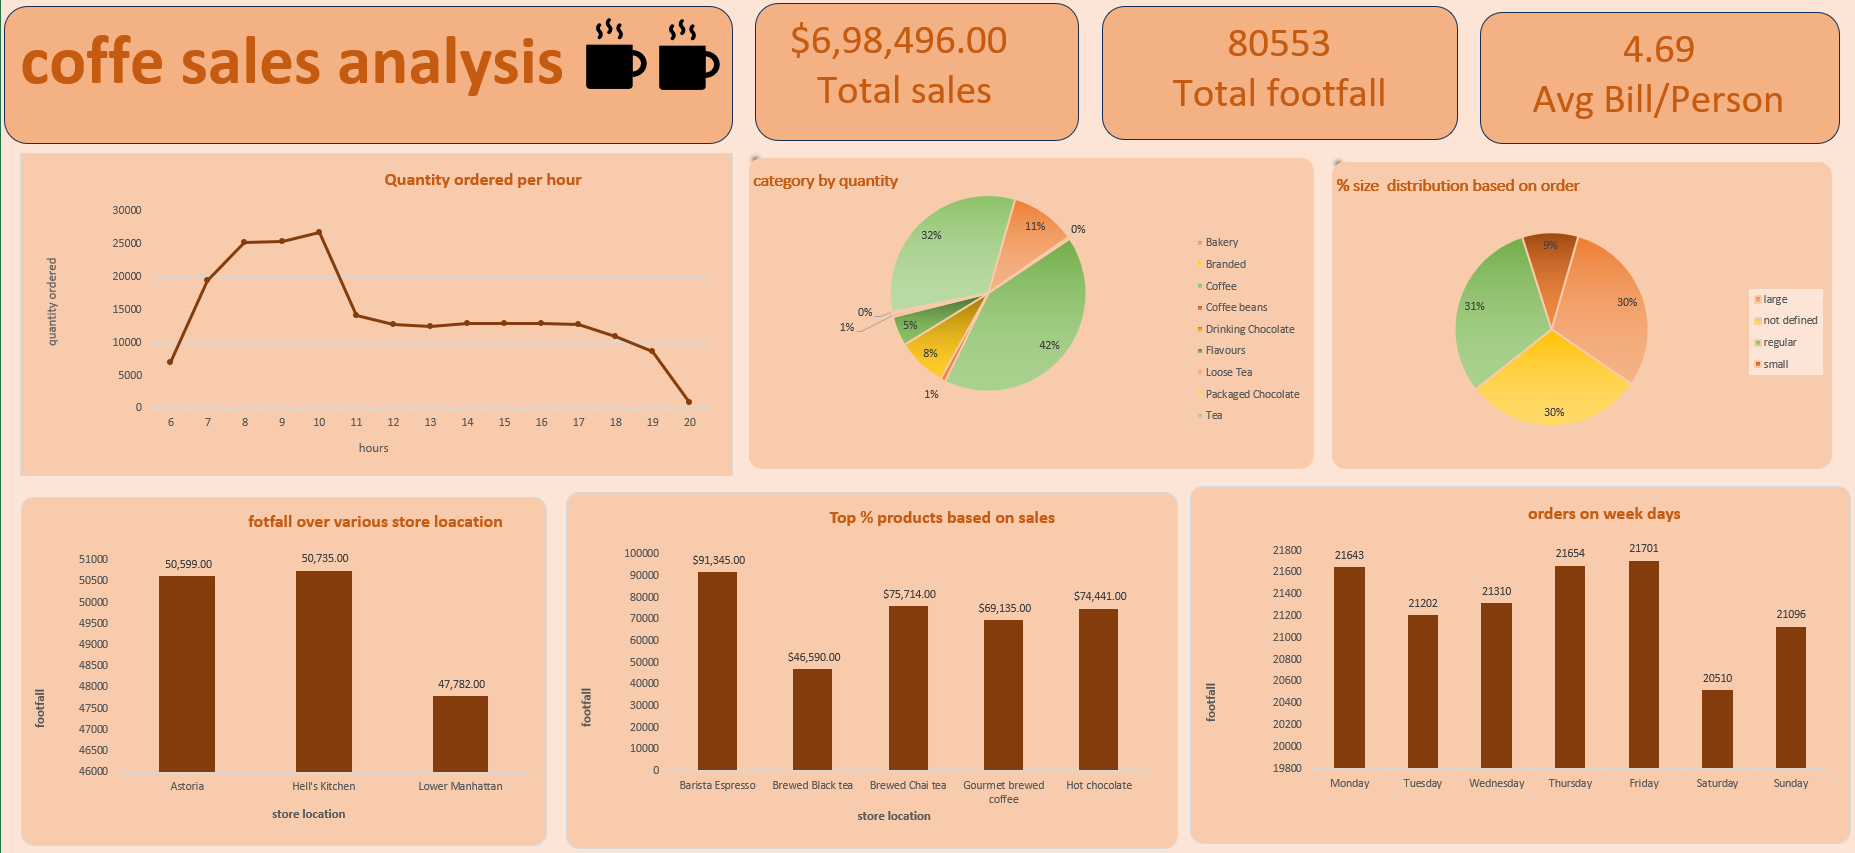 coffe sales analysis
$6,98,496.00
Total sales
80553
Total footfall
4.69
Avg Bill/Person
Quantity ordered per hour
quantity ordered
30000
25000
20000
15000
10000
5000
0
6 7 8 9 10 11 12 13 14 15 16 17 18 19 20
hours
category by quantity
32%
11%
0%
0%
1%
5%
8%
42%
1%
Bakery
Branded
Coffee
Coffee beans
Drinking Chocolate
Flavours
Loose Tea
Packaged Chocolate
Tea
% size distribution based on order
9%
31%
30%
30%
large
not defined
regular
small
fotfall over various store loacation
footfall
51000
50500
50000
49500
49000
48500
48000
47500
47000
46500
46000
50,599.00
50,735.00
47,782.00
Astoria
Hell's Kitchen
Lower Manhattan
store location
Top % products based on sales
footfall
100000
90000
80000
70000
60000
50000
40000
30000
20000
10000
0
$91,345.00
$46,590.00
$75,714.00
$69,135.00
$74,441.00
Barista Espresso
Brewed Black tea
Brewed Chai tea
Gourmet brewed
coffee
Hot chocolate
store location
orders on week days
footfall
21800
21600
21400
21200
21000
20800
20600
20400
20200
20000
19800
21643
21202
21310
21654
21701
20510
21096
Monday
Tuesday
Wednesday
Thursday
Friday
Saturday
Sunday